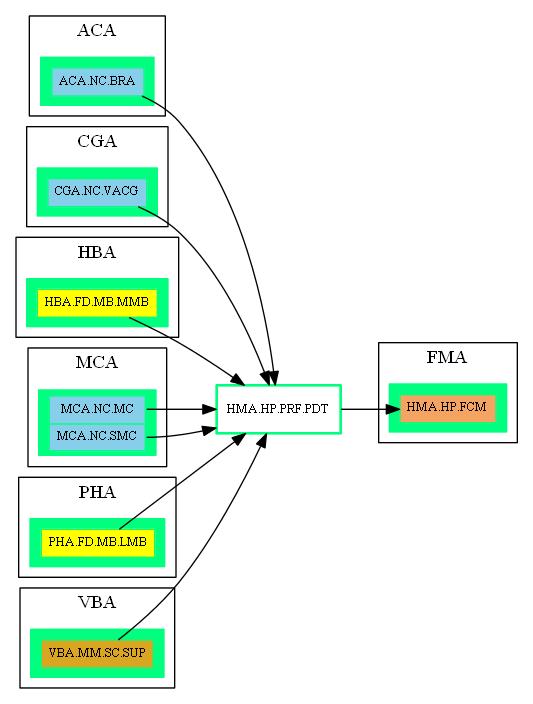 ACA
ACA.NC.BRA
CGA
CGA.NC.VACG
HBA
HBA.FD.MB.MMB
MCA
MCA.NC.MC
MCA.NC.SMC
PHA
PHA.FD.MB.LMB
VBA
VBA.MM.SC.SUP
HMA.HP.PRF.PDT
FMA
HMA.HP.FCM